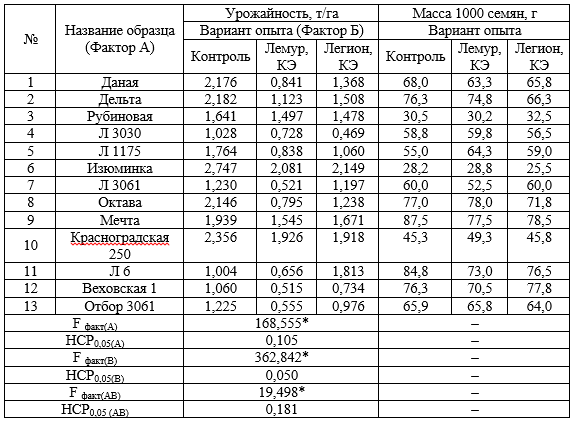 № Название образца (Фактор А) Урожайность, т/га Масса 1000 семян, г
Вариант опыта (Фактор Б) Вариант опыта
Контроль Лемур, КЭ Легион, КЭ Контроль Лемур, КЭ Легион, КЭ
1 Даная 2,176 0,841 1,368 68,0 63,3 65,8
2 Дельта 2,182 1,123 1,508 76,3 74,8 66,3
3 Рубиновая 1,641 1,497 1,478 30,5 30,2 32,5
4 Л 3030 1,028 0,728 0,469 58,8 59,8 56,5
5 Л 1175 1,764 0,838 1,060 55,0 64,3 59,0
6 Изюминка 2,747 2,081 2,149 28,2 28,8 25,5
7 Л 3061 1,230 0,521 1,197 60,0 52,5 60,0
8 Октава 2,146 0,795 1,238 77,0 78,0 71,8
9 Мечта 1,939 1,545 1,671 87,5 77,5 78,5
10 Красноградская 250 2,356 1,926 1,918 45,3 49,3 45,8
11 Л 6 1,004 0,656 1,813 84,8 73,0 76,5
12 Веховская 1 1,060 0,515 0,734 76,3 70,5 77,8
13 Отбор 3061 1,225 0,555 0,976 65,9 65,8 64,0
F факт(А) 168,555* –
НСР0,05(А) 0,105 –
F факт(В) 362,842* –
НСР0,05(В) 0,050 –
F факт(АВ) 19,498* –
НСР0,05 (АВ) 0,181 –